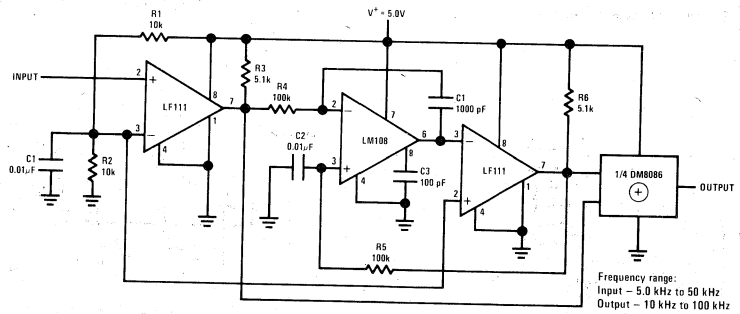 R1
10k
V+ = 5.0V
INPUT
2
+
LF111
8
7
1
3
−
4
C1
0.01μF
R2
10k
R3
5.1k
R4
100k
C1
1000 pF
2
−
7
LM108
6
8
+
3
4
C2
0.01μF
C3
100 pF
R5
100k
3
−
8
LF111
7
2
+
1
4
R6
5.1k
1/4 DM8086
+
OUTPUT
Frequency range:
Input – 5.0 kHz to 50 kHz
Output – 10 kHz to 100 kHz